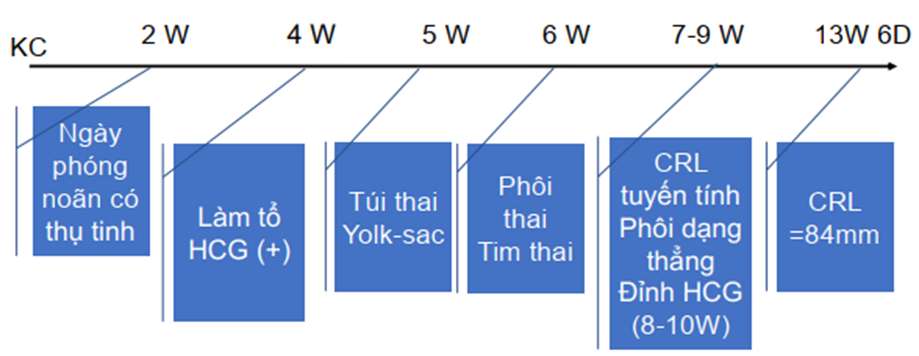 KC
2 W
4 W
5 W
6 W
7-9 W
13W 6D
Ngày
phóng
noãn có
thụ tinh
Làm tổ
HCG (+)
Túi thai
Yolk-sac
Phôi
thai
Tim thai
CRL
tuyến tính
Phôi dạng
thẳng
Đỉnh HCG
(8-10W)
CRL
=84mm